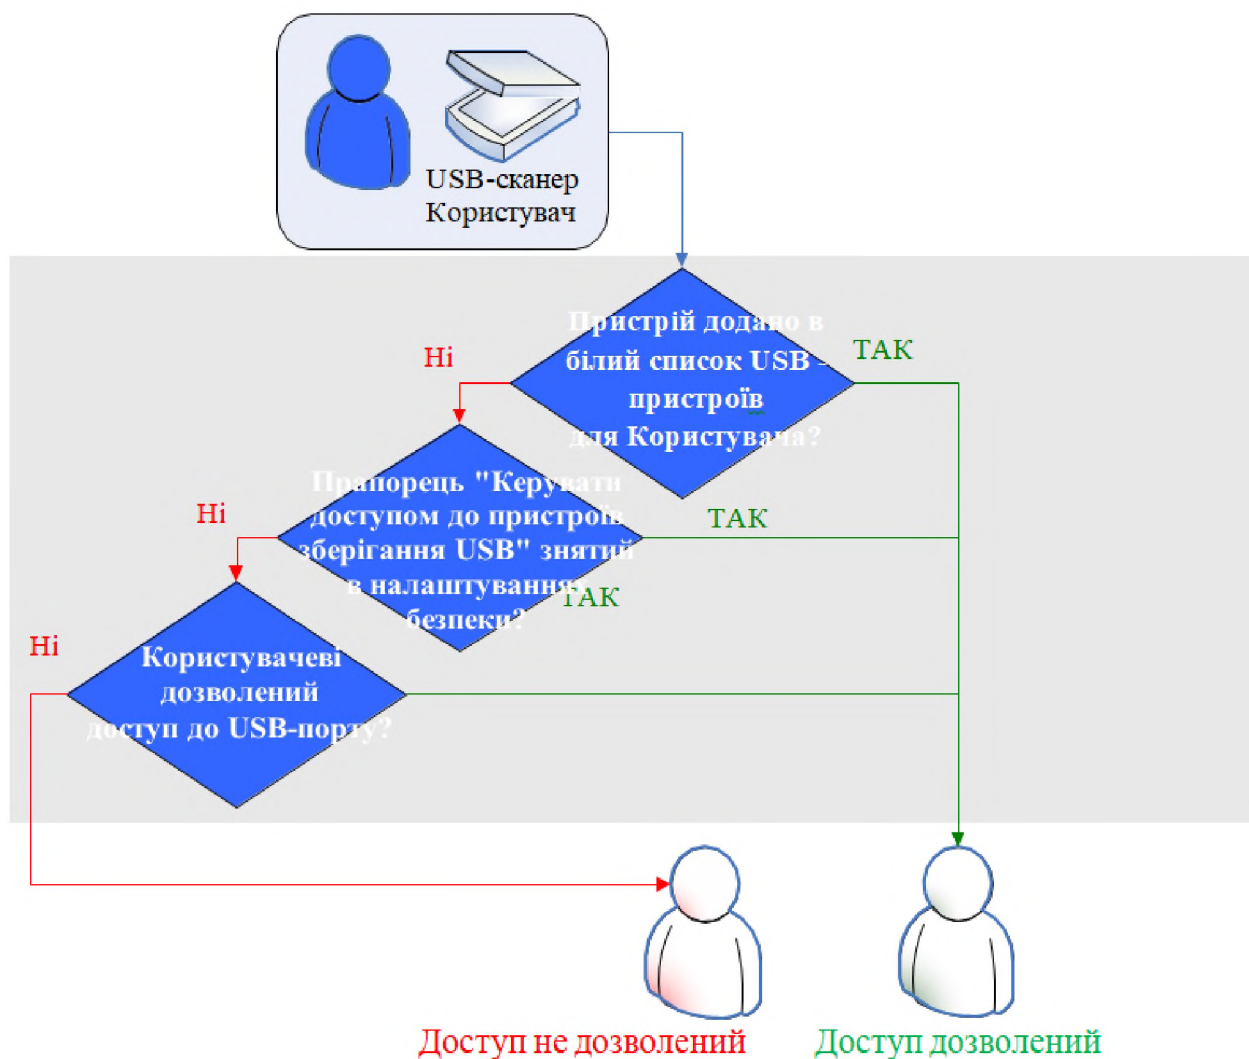 USB-сканер
Користувач
Пристрій додано в
білий список USB -
пристроїв
для Користувача?
Ні
ТАК
Прапорець "Керувати
доступом до пристроїв
зберігання USB" знятий
в налаштуваннях
безпеки?
Ні
ТАК
ТАК
Користувачеві
дозволений
доступ до USB-порту?
Ні
Доступ не дозволений
Доступ дозволений